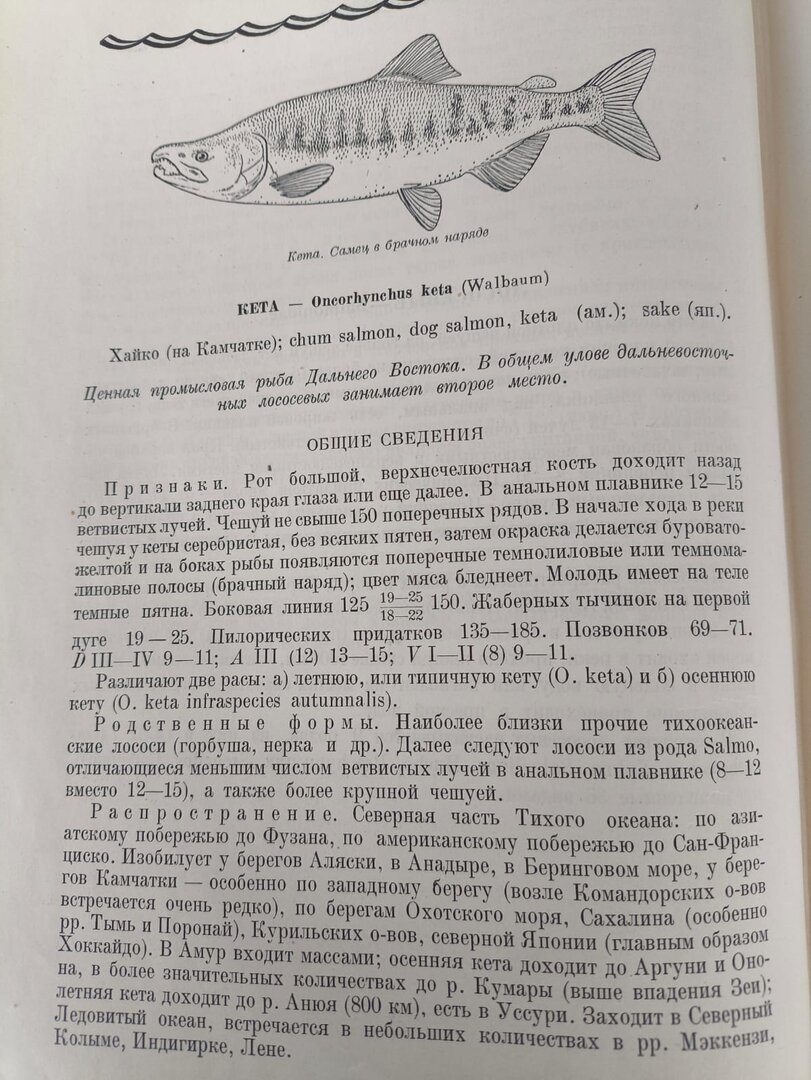 Кета. Самец в брачном наряде
КЕТА — Oncorhynchus keta (Walbaum)
Хайко (на Камчатке); chum salmon, dog salmon, keta (ам.); sake (яп.).
Ценная промысловая рыба Дальнего Востока. В общем улове дальневосточ-
ных лососевых занимает второе место.
ОБЩИЕ СВЕДЕНИЯ
Признаки. Рот большой, верхнечелюстная кость доходит назад
до вертикали заднего края глаза или еще далее. В анальном плавнике 12—15
ветвистых лучей. Чешуй не свыше 150 поперечных рядов. В начале хода в реки
чешуя у кеты серебристая, без всяких пятен, затем окраска делается буровато-
желтой и на боках рыбы появляются поперечные темнолиловые или темнома-
линовые полосы (брачный наряд); цвет мяса бледнеет. Молодь имеет на теле
темные пятна. Боковая линия 125 19—25/18—22 150. Жаберных тычинок на первой
дуге 19—25. Пилорических придатков 135—185. Позвонков 69—71.
D III—IV 9—11; A III (12) 13—15; V I—II (8) 9—11.
Различают две расы: а) летнюю, или типичную кету (O. keta) и б) осеннюю
кету (O. keta infraspecies autumnalis).
Родственные формы. Наиболее близки прочие тихоокеан-
ские лососи (горбуша, нерка и др.). Далее следуют лососи из рода Salmo,
отличающиеся меньшим числом ветвистых лучей в анальном плавнике (8—12
вместо 12—15), а также более крупной чешуей.
Распространение. Северная часть Тихого океана: по ази-
атскому побережью до Фузана, по американскому побережью до Сан-Фран-
циско. Изобилует у берегов Аляски, в Анадыре, в Беринговом море, у бере-
гов Камчатки — особенно по западному берегу (возле Командорских о-вов
встречается очень редко), по берегам Охотского моря, Сахалина (особенно
рр. Тымь и Поронай), Курильских о-вов, северной Японии (главным образом
Хоккайдо). В Амур входит массами; осенняя кета доходит до Аргуни и Оно-
на, в более значительных количествах до р. Кумары (выше впадения Зеи);
летняя кета доходит до р. Анюя (800 км), есть в Уссури. Заходит в Северный
Ледовитый океан, встречается в небольших количествах в рр. Мэккензи,
Колыме, Индигирке, Лене.